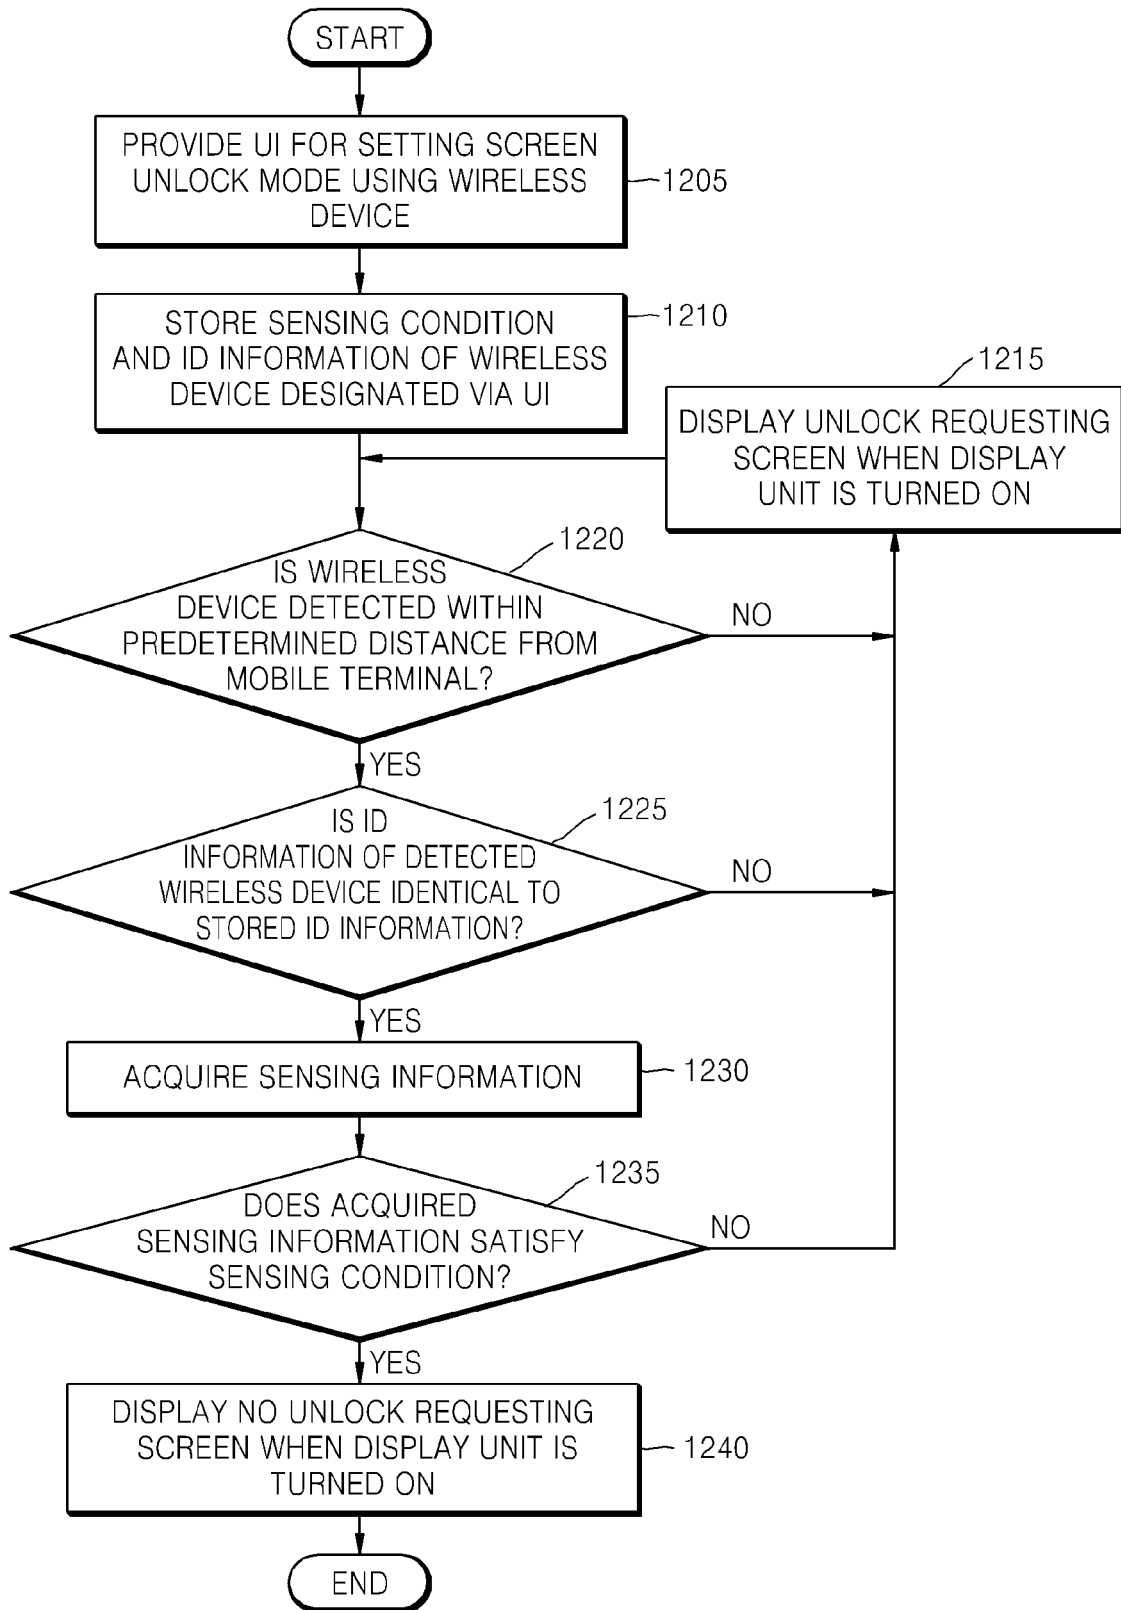 START
PROVIDE UI FOR SETTING SCREEN
UNLOCK MODE USING WIRELESS
DEVICE
1205
STORE SENSING CONDITION
AND ID INFORMATION OF WIRELESS
DEVICE DESIGNATED VIA UI
1210
1215
DISPLAY UNLOCK REQUESTING
SCREEN WHEN DISPLAY
UNIT IS TURNED ON
1220
IS WIRELESS
DEVICE DETECTED WITHIN
PREDETERMINED DISTANCE FROM
MOBILE TERMINAL?
NO
YES
1225
IS ID
INFORMATION OF DETECTED
WIRELESS DEVICE IDENTICAL TO
STORED ID INFORMATION?
NO
YES
ACQUIRE SENSING INFORMATION
1230
1235
DOES ACQUIRED
SENSING INFORMATION SATISFY
SENSING CONDITION?
NO
YES
DISPLAY NO UNLOCK REQUESTING
SCREEN WHEN DISPLAY UNIT IS
TURNED ON
1240
END